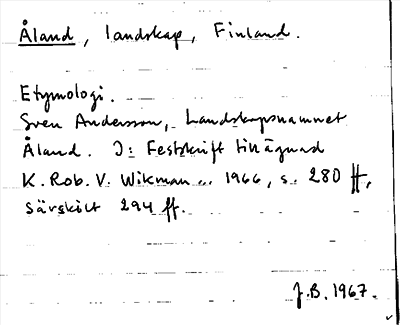 Åland, landskap, Finland.
Etymologi.
Sven Andersson, Landskapsnamnet
Åland. I: Festskrift tillägnad
K. Rob. V. Wikman... 1966, s. 280 ff,
särskilt 294 ff.
J.B. 1967.